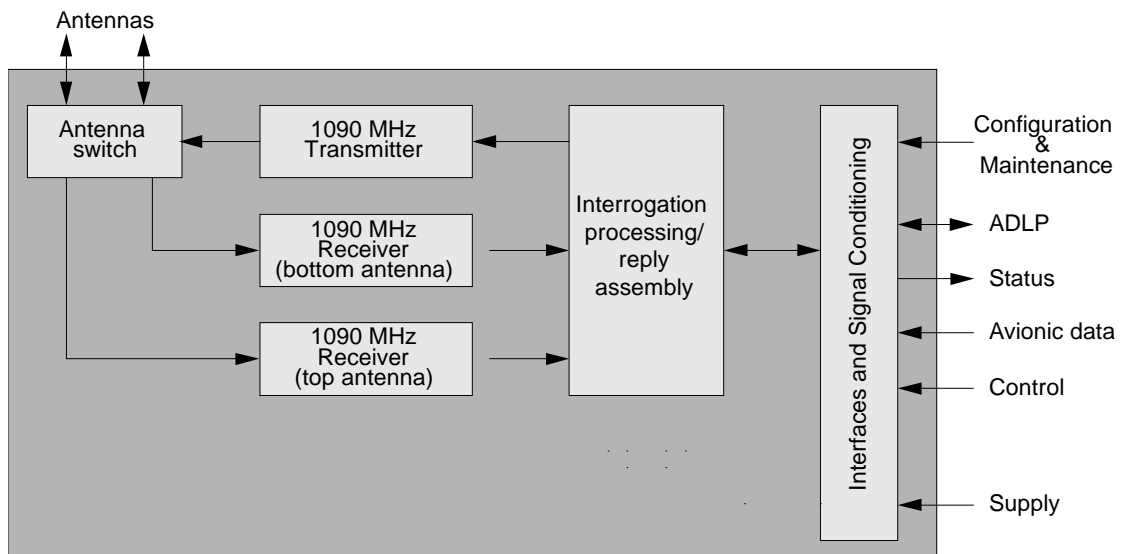 Antennas
Antenna
switch
1090 MHz
Transmitter
1090 MHz
Receiver
(bottom antenna)
1090 MHz
Receiver
(top antenna)
Interrogation
processing/
reply
assembly
Interfaces and Signal Conditioning
Configuration
&
Maintenance
ADLP
Status
Avionic data
Control
Supply